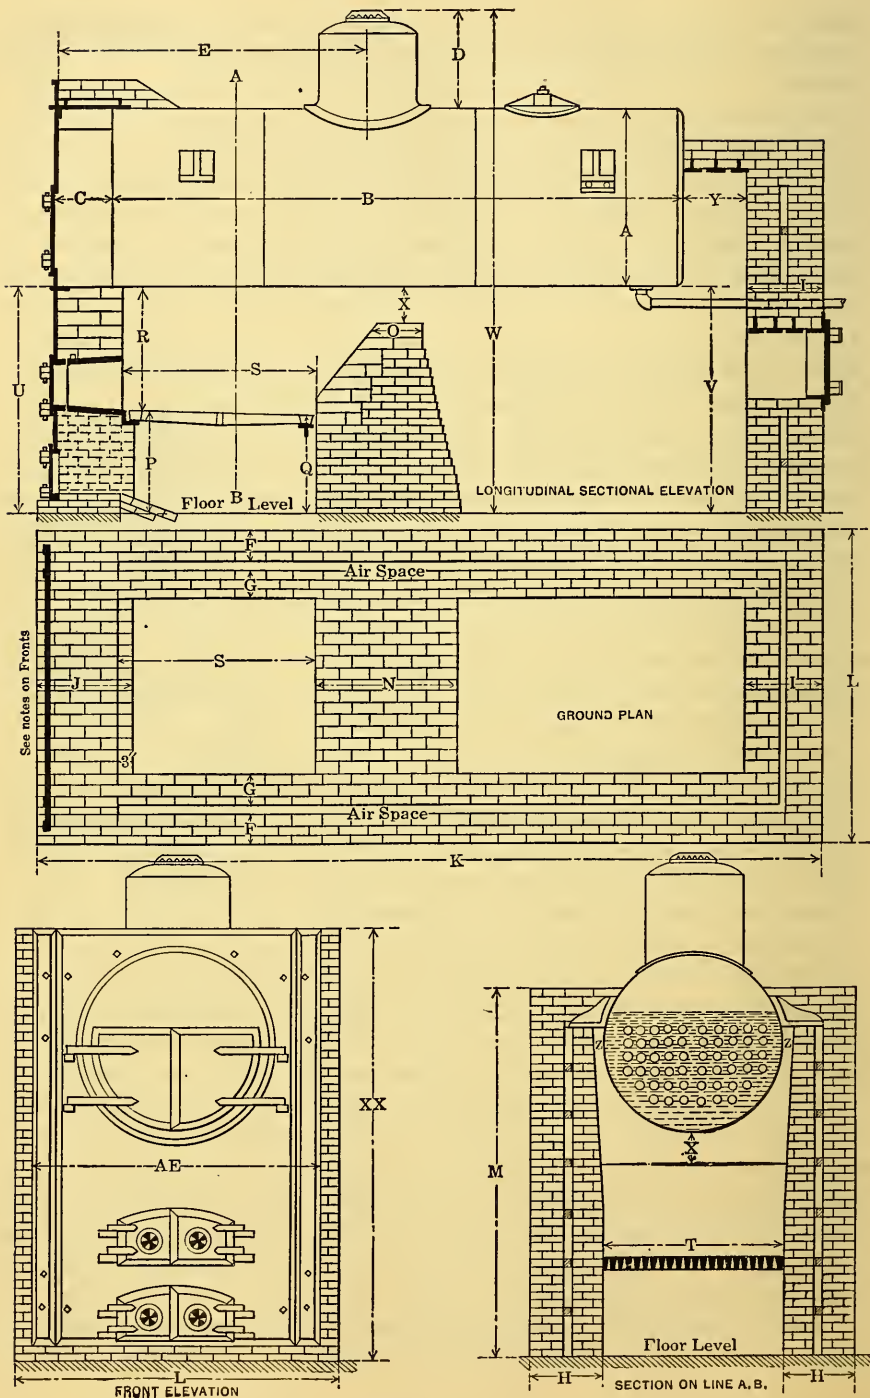 E
D
A
C
B
Y
A
I
X
W
R
O
U
S
V
P
Q
B
Floor Level
LONGITUDINAL SECTIONAL ELEVATION
F
Air Space
G
See notes on Fronts
S
J
N
I
L
GROUND PLAN
3"
G
Air Space
F
K
XX
Z
Z
X
M
AE
T
Floor Level
L
FRONT ELEVATION
H
H
SECTION ON LINE A.B.